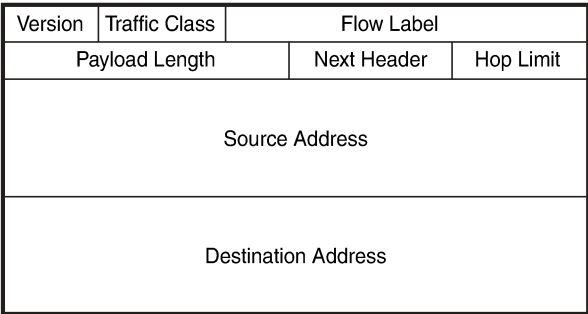 Version Traffic Class Flow Label
Payload Length Next Header Hop Limit
Source Address
Destination Address